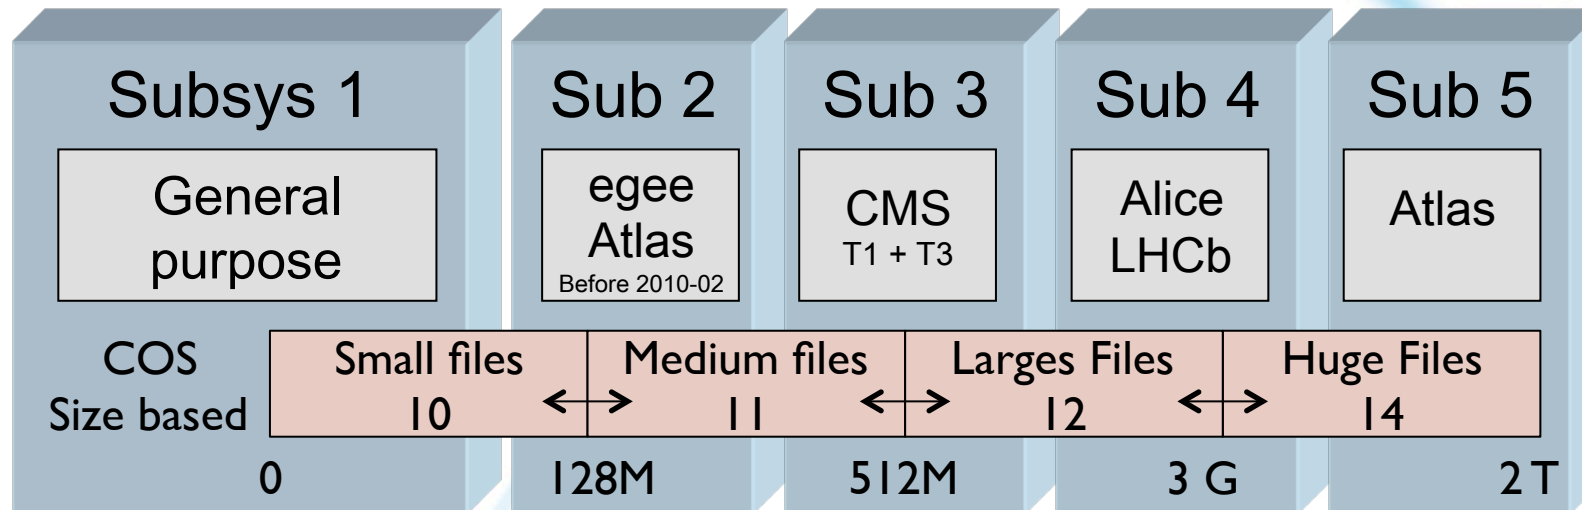 Subsys 1
Sub 2
Sub 3
Sub 4
Sub 5
General
purpose
egee
Atlas
Before 2010-02
CMS
T1 + T3
Alice
LHCb
Atlas
COS
Size based
Small files
10
Medium files
11
Larges Files
12
Huge Files
14
0
128M
512M
3 G
2 T